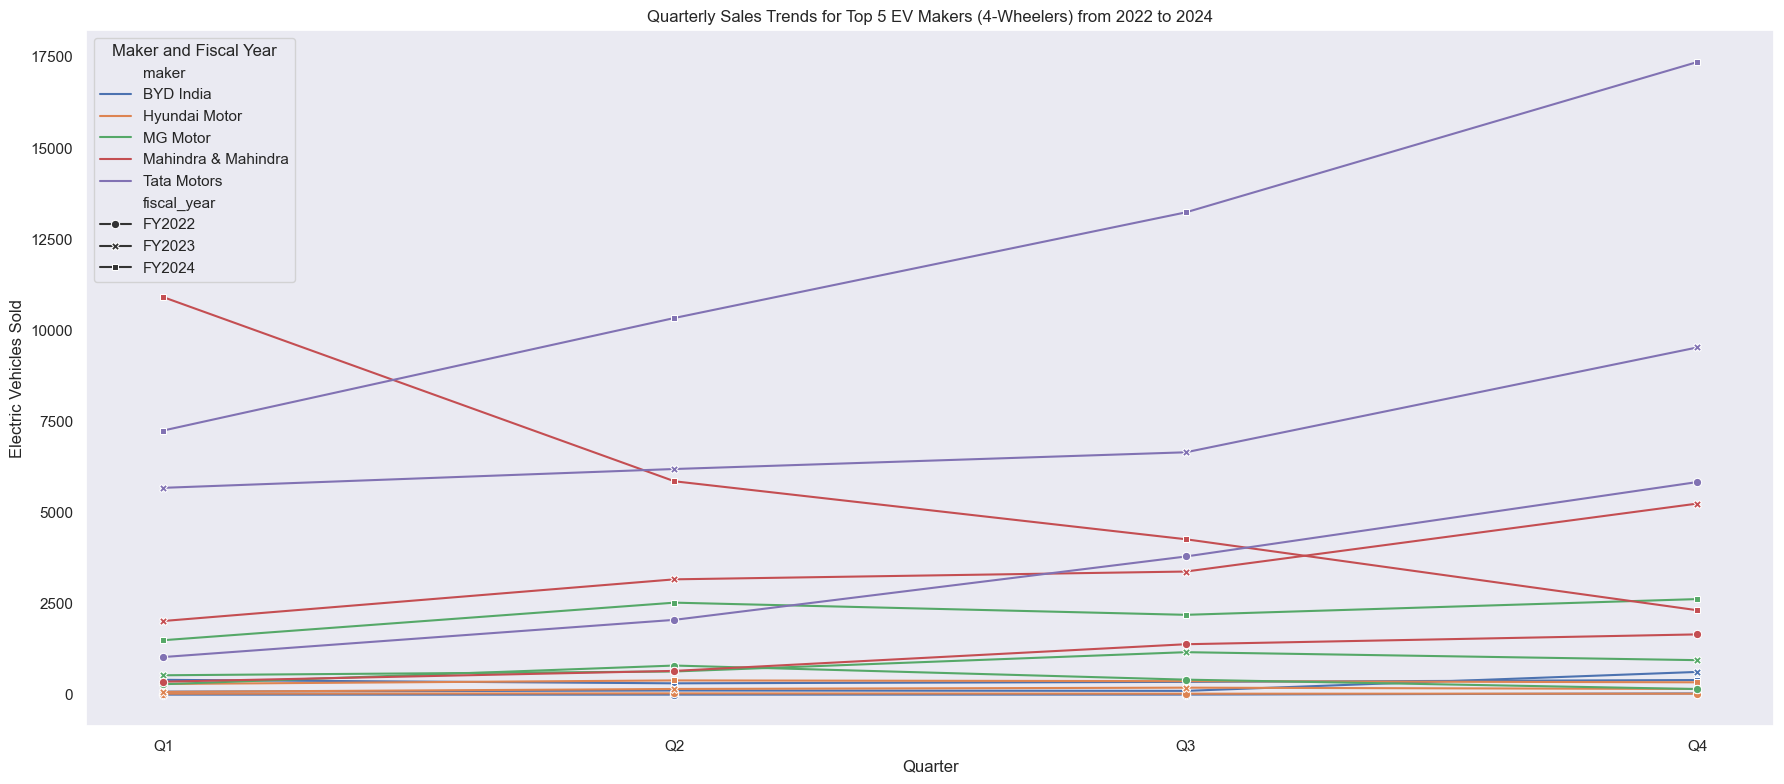 Quarterly Sales Trends for Top 5 EV Makers (4-Wheelers) from 2022 to 2024
Maker and Fiscal Year
maker
BYD India
Hyundai Motor
MG Motor
Mahindra & Mahindra
Tata Motors
fiscal_year
FY2022
FY2023
FY2024
Electric Vehicles Sold
17500
15000
12500
10000
7500
5000
2500
0
Q1
Q2
Q3
Q4
Quarter